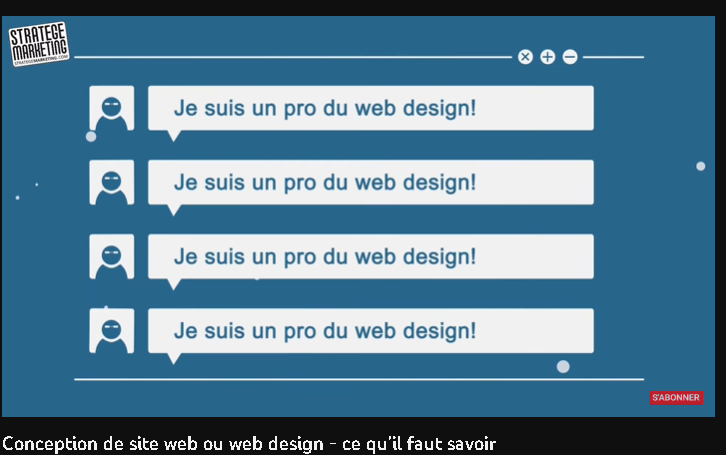 STRATEGE
MARKETING
STRATEGEMARKETING.COM
Je suis un pro du web design!
Je suis un pro du web design!
Je suis un pro du web design!
Je suis un pro du web design!
S'ABONNER
Conception de site web ou web design - ce qu'il faut savoir